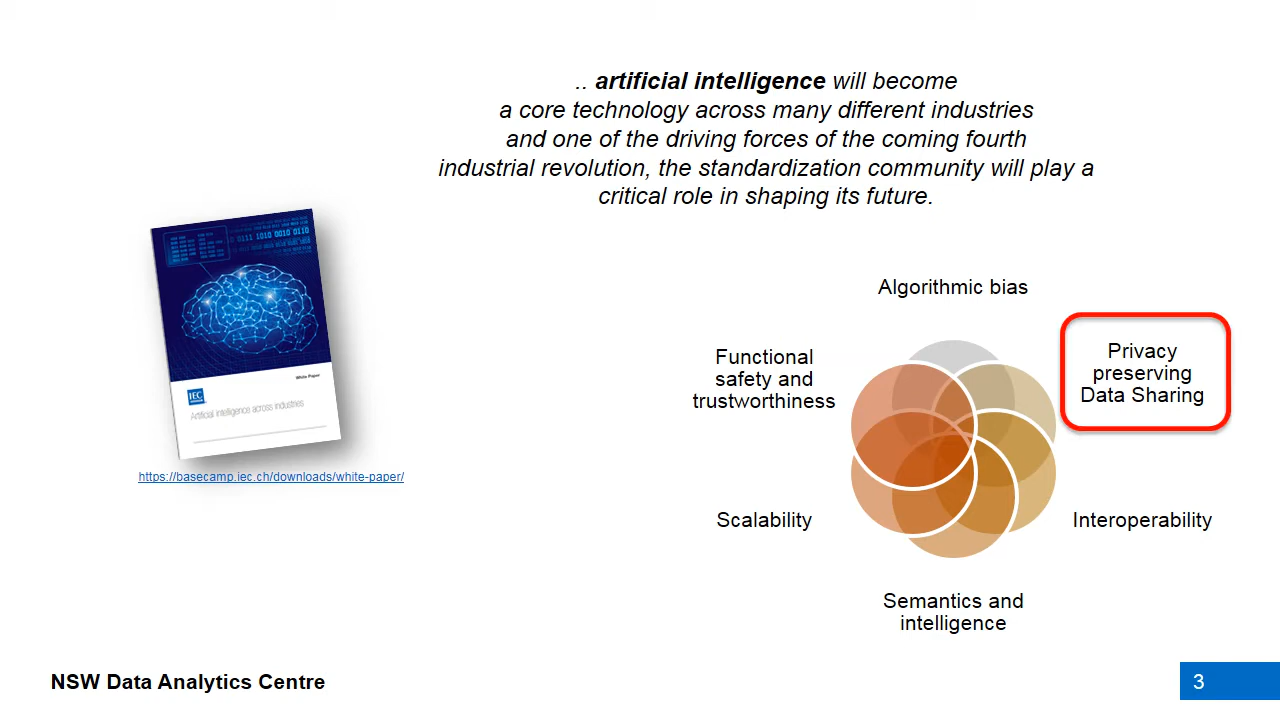 .. artificial intelligence will become
a core technology across many different industries
and one of the driving forces of the coming fourth
industrial revolution, the standardization community will play a
critical role in shaping its future.
0111 1010 0010 0110
White Paper
IEC
Artificial intelligence across industries
https://basecamp.iec.ch/downloads/white-paper/
Algorithmic bias
Privacy
preserving
Data Sharing
Functional
safety and
trustworthiness
Scalability
Interoperability
Semantics and
intelligence
NSW Data Analytics Centre
3